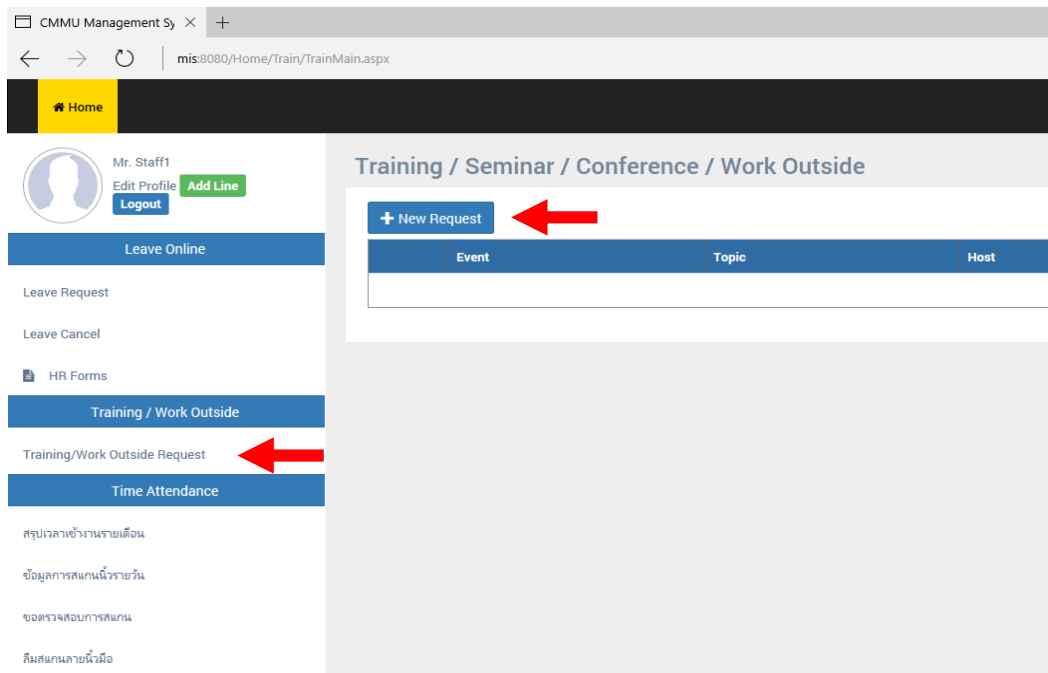 CMMU Management Sy
mis:8080/Home/Train/TrainMain.aspx
Home
Mr. Staff1
Edit Profile Add Line
Logout
Leave Online
Leave Request
Leave Cancel
HR Forms
Training / Work Outside
Training/Work Outside Request
Time Attendance
สรุปเวลาเข้างานรายเดือน
ข้อมูลการสแกนนิ้วรายวัน
ขอตรวจสอบการสแกน
ลืมสแกนลายนิ้วมือ
Training / Seminar / Conference / Work Outside
New Request
Event Topic Host